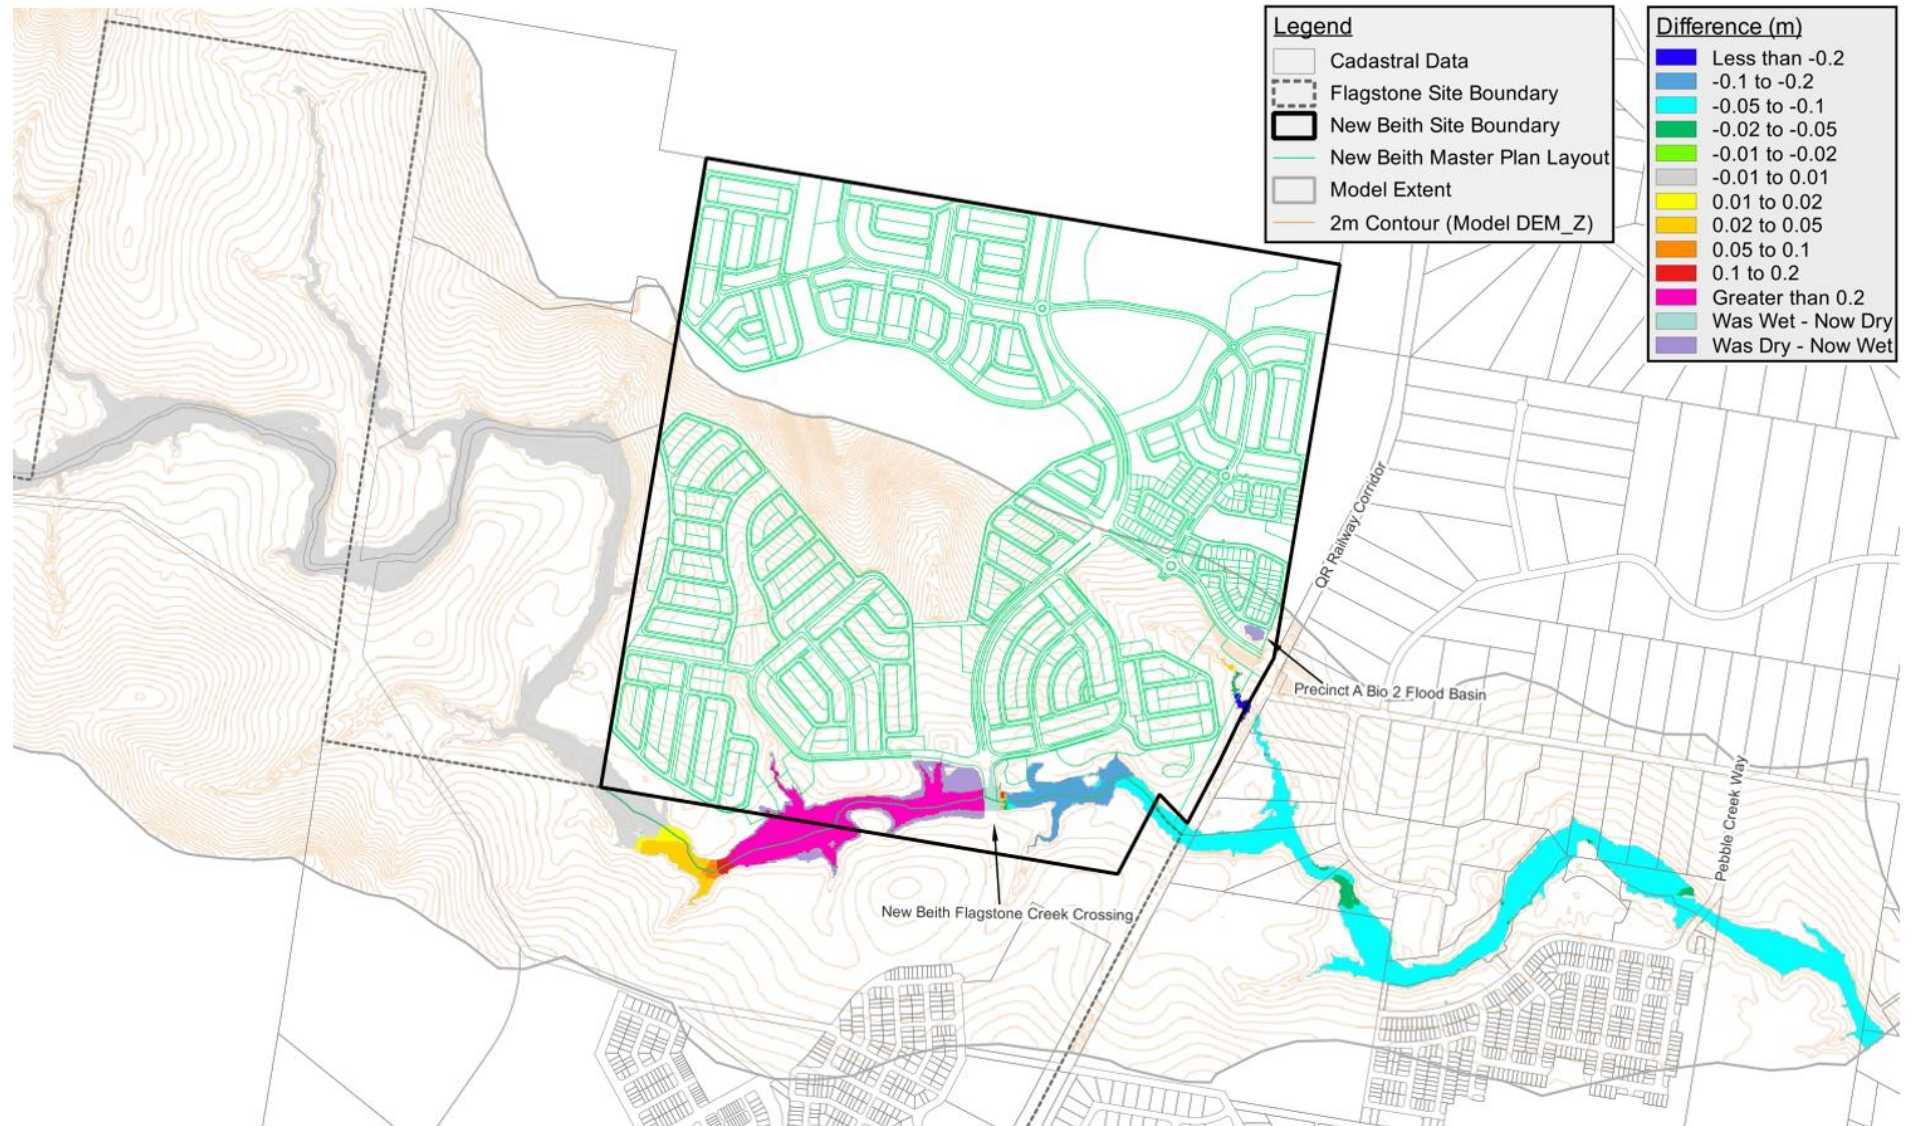 Legend
Cadastral Data
Flagstone Site Boundary
New Beith Site Boundary
New Beith Master Plan Layout
Model Extent
2m Contour (Model DEM_Z)
Difference (m)
Less than -0.2
-0.1 to -0.2
-0.05 to -0.1
-0.02 to -0.05
-0.01 to -0.02
-0.01 to 0.01
0.01 to 0.02
0.02 to 0.05
0.05 to 0.1
0.1 to 0.2
Greater than 0.2
Was Wet - Now Dry
Was Dry - Now Wet
QR Railway Corridor
Precinct A Bio 2 Flood Basin
Pebble Creek Way
New Beith Flagstone Creek Crossing